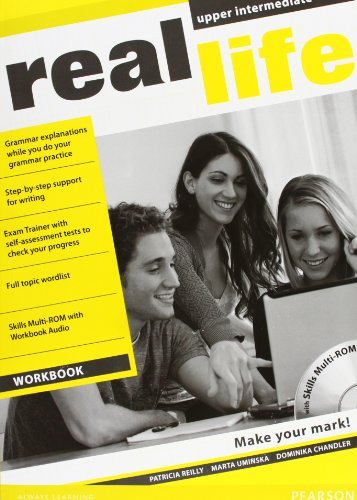 upper intermediate
real
life
Grammar explanations
while you do your
grammar practice
Step-by-step support
for writing
Exam Trainer with
self-assessment tests to
check your progress
Full topic wordlist
Skills Multi-ROM with
Workbook Audio
WORKBOOK
with Skills Multi-ROM
Make your mark!
PATRICIA REILLY MARTA UMIŃSKA DOMINIKA CHANDLER
ALWAYS LEARNING
PEARSON